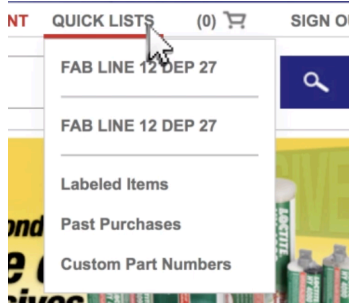 NT QUICK LISTS (0) SIGN O
FAB LINE 12 DEP 27
FAB LINE 12 DEP 27
Labeled Items
Past Purchases
Custom Part Numbers
LOCTITE